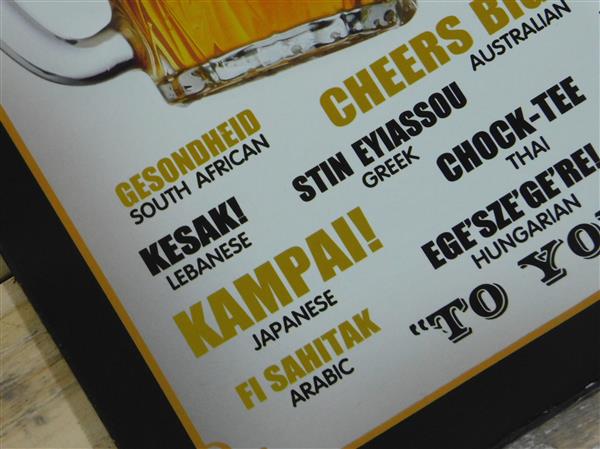 CHEERS
AUSTRALIAN
GESONDHEID
SOUTH AFRICAN
STIN EYIASSOU
GREEK
CHOCK-TEE
THAI
KESAK!
LEBANESE
EGE'SZE'GE'RE!
HUNGARIAN
KAMPAI!
JAPANESE
"TO
FI SAHITAK
ARABIC